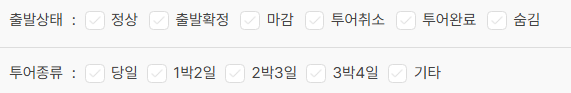 출발상태 : 정상 출발확정 마감 투어취소 투어완료 숨김
투어종류 : 당일 1박2일 2박3일 3박4일 기타